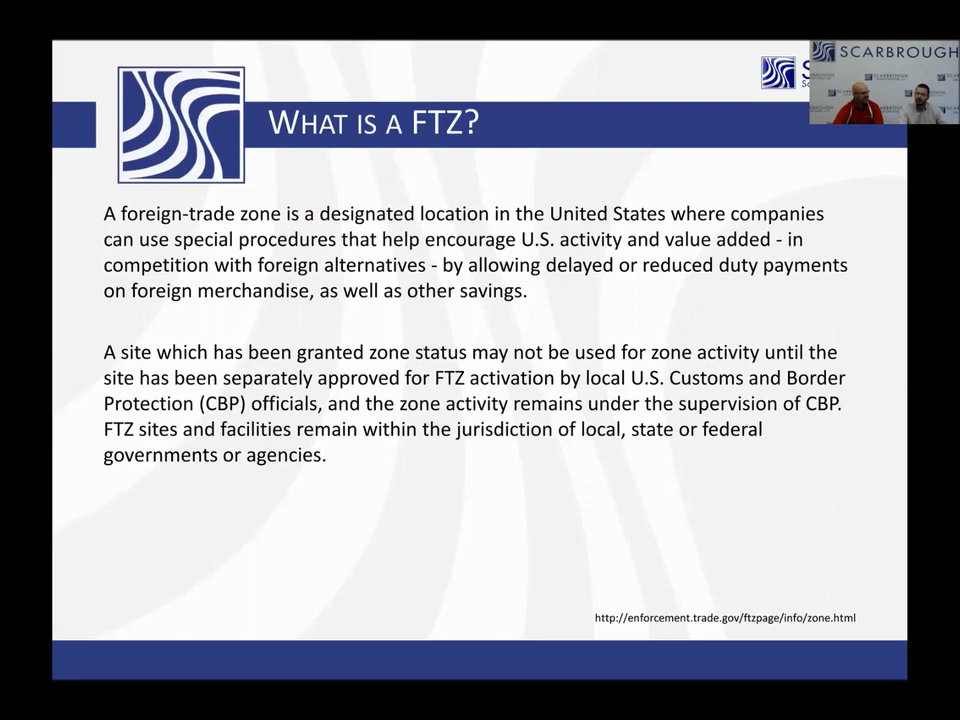 SCARBROUGH
SCARBROUGH
WHAT IS A FTZ?
A foreign-trade zone is a designated location in the United States where companies
can use special procedures that help encourage U.S. activity and value added - in
competition with foreign alternatives - by allowing delayed or reduced duty payments
on foreign merchandise, as well as other savings.
A site which has been granted zone status may not be used for zone activity until the
site has been separately approved for FTZ activation by local U.S. Customs and Border
Protection (CBP) officials, and the zone activity remains under the supervision of CBP.
FTZ sites and facilities remain within the jurisdiction of local, state or federal
governments or agencies.
http://enforcement.trade.gov/ftzpage/info/zone.html